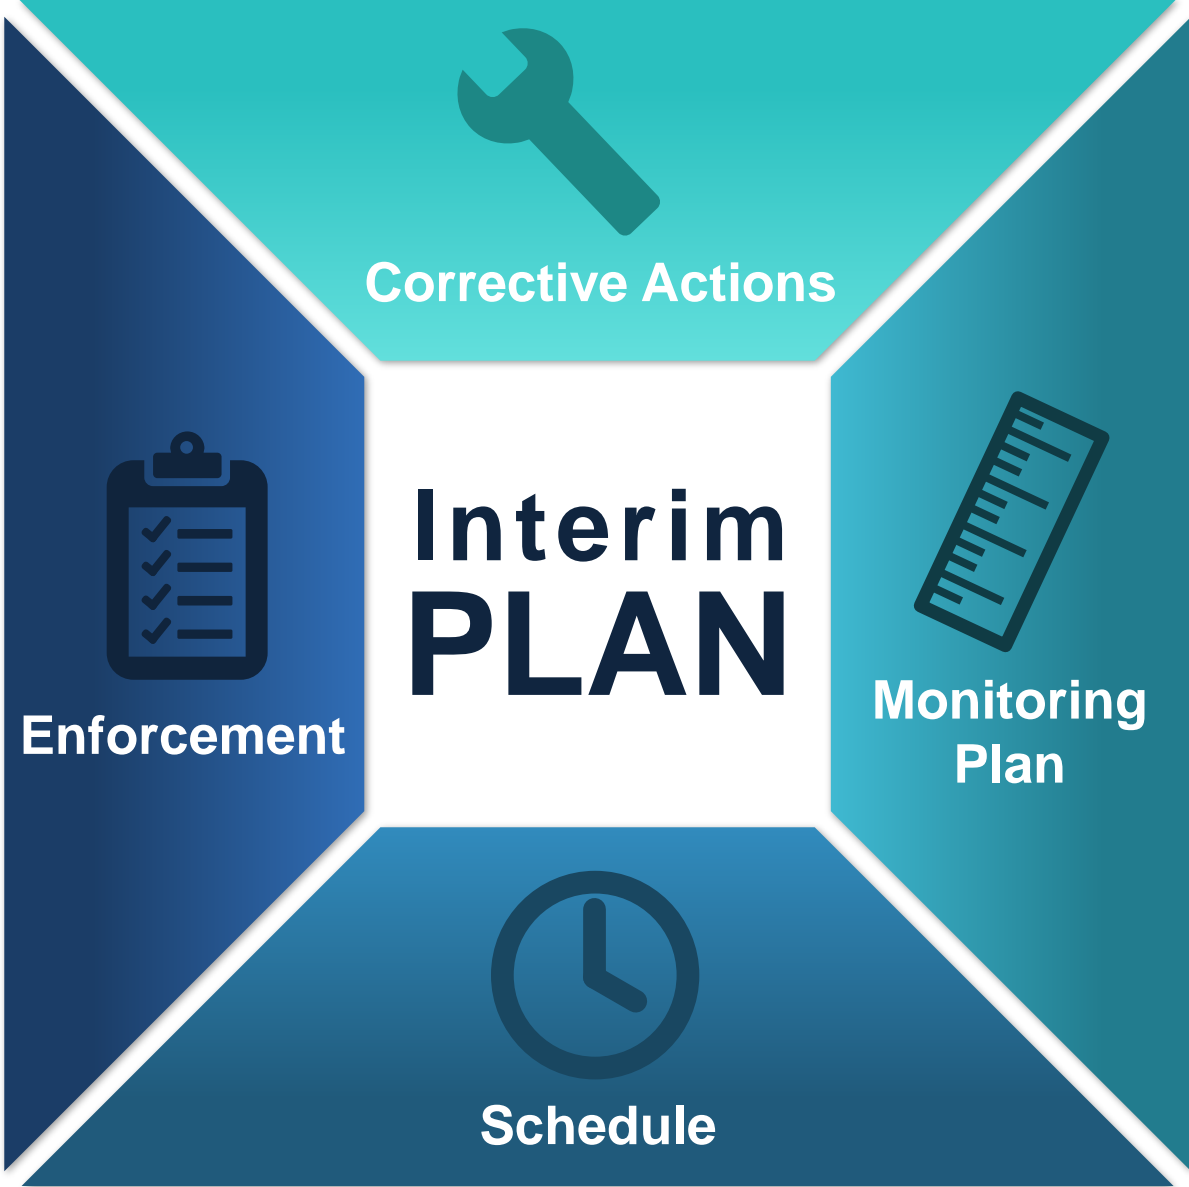 Corrective Actions
Interim
PLAN
Enforcement
Monitoring
Plan
Schedule